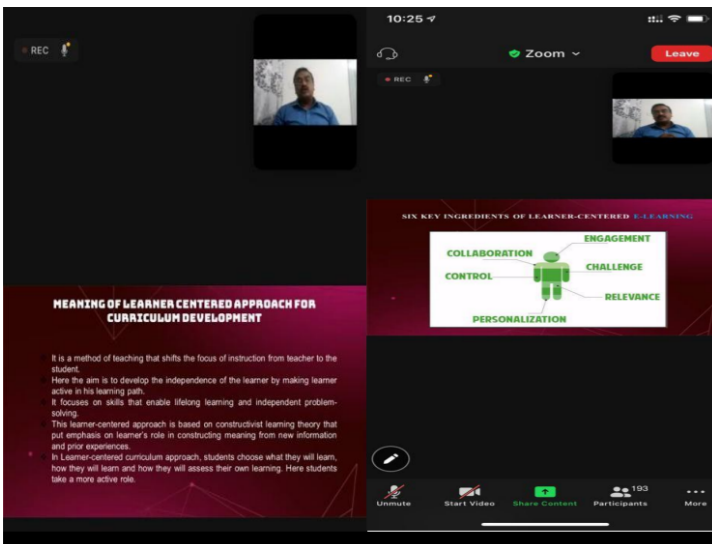 REC
MEANING OF LEARNER CENTERED APPROACH FOR
CURRICULUM DEVELOPMENT
It is a method of teaching that shifts the focus of instruction from teacher to the
student.
Here the aim is to develop the independence of the learner by making learner
active in his learning path.
It focuses on skills that enable lifelong learning and independent problem-
solving.
This learner-centered approach is based on constructivist learning theory that
put emphasis on learner's role in constructing meaning from new information
and prior experiences.
In Learner-centered curriculum approach, students choose what they will learn,
how they will learn and how they will assess their own learning. Here students
take a more active role.
10:25
Zoom
Leave
REC
SIX KEY INGREDIENTS OF LEARNER-CENTERED E-LEARNING
ENGAGEMENT
COLLABORATION
CHALLENGE
CONTROL
RELEVANCE
PERSONALIZATION
193
Unmute
Start Video
Share Content
Participants
More